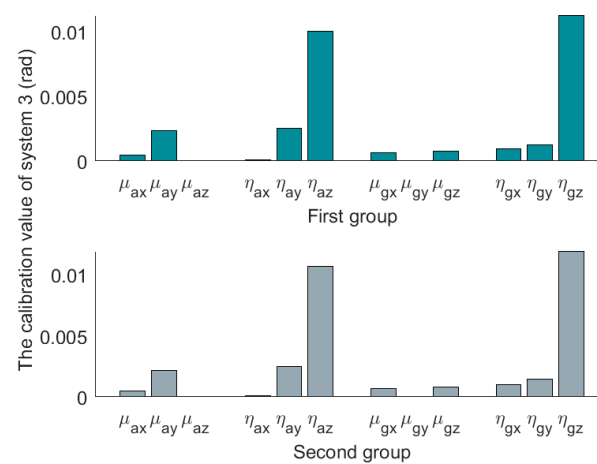 The calibration value of system 3 (rad)
0.01
0.005
0
μax μay μaz ηax ηay ηaz μgx μgy μgz ηgx ηgy ηgz
First group
0.01
0.005
0
μax μay μaz ηax ηay ηaz μgx μgy μgz ηgx ηgy ηgz
Second group